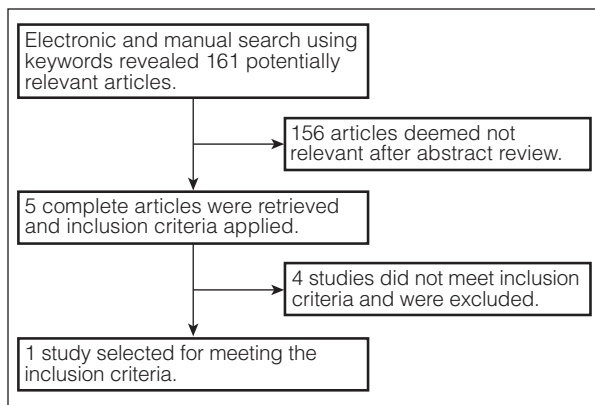 Electronic and manual search using
keywords revealed 161 potentially
relevant articles.
156 articles deemed not
relevant after abstract review.
5 complete articles were retrieved
and inclusion criteria applied.
4 studies did not meet inclusion
criteria and were excluded.
1 study selected for meeting the
inclusion criteria.